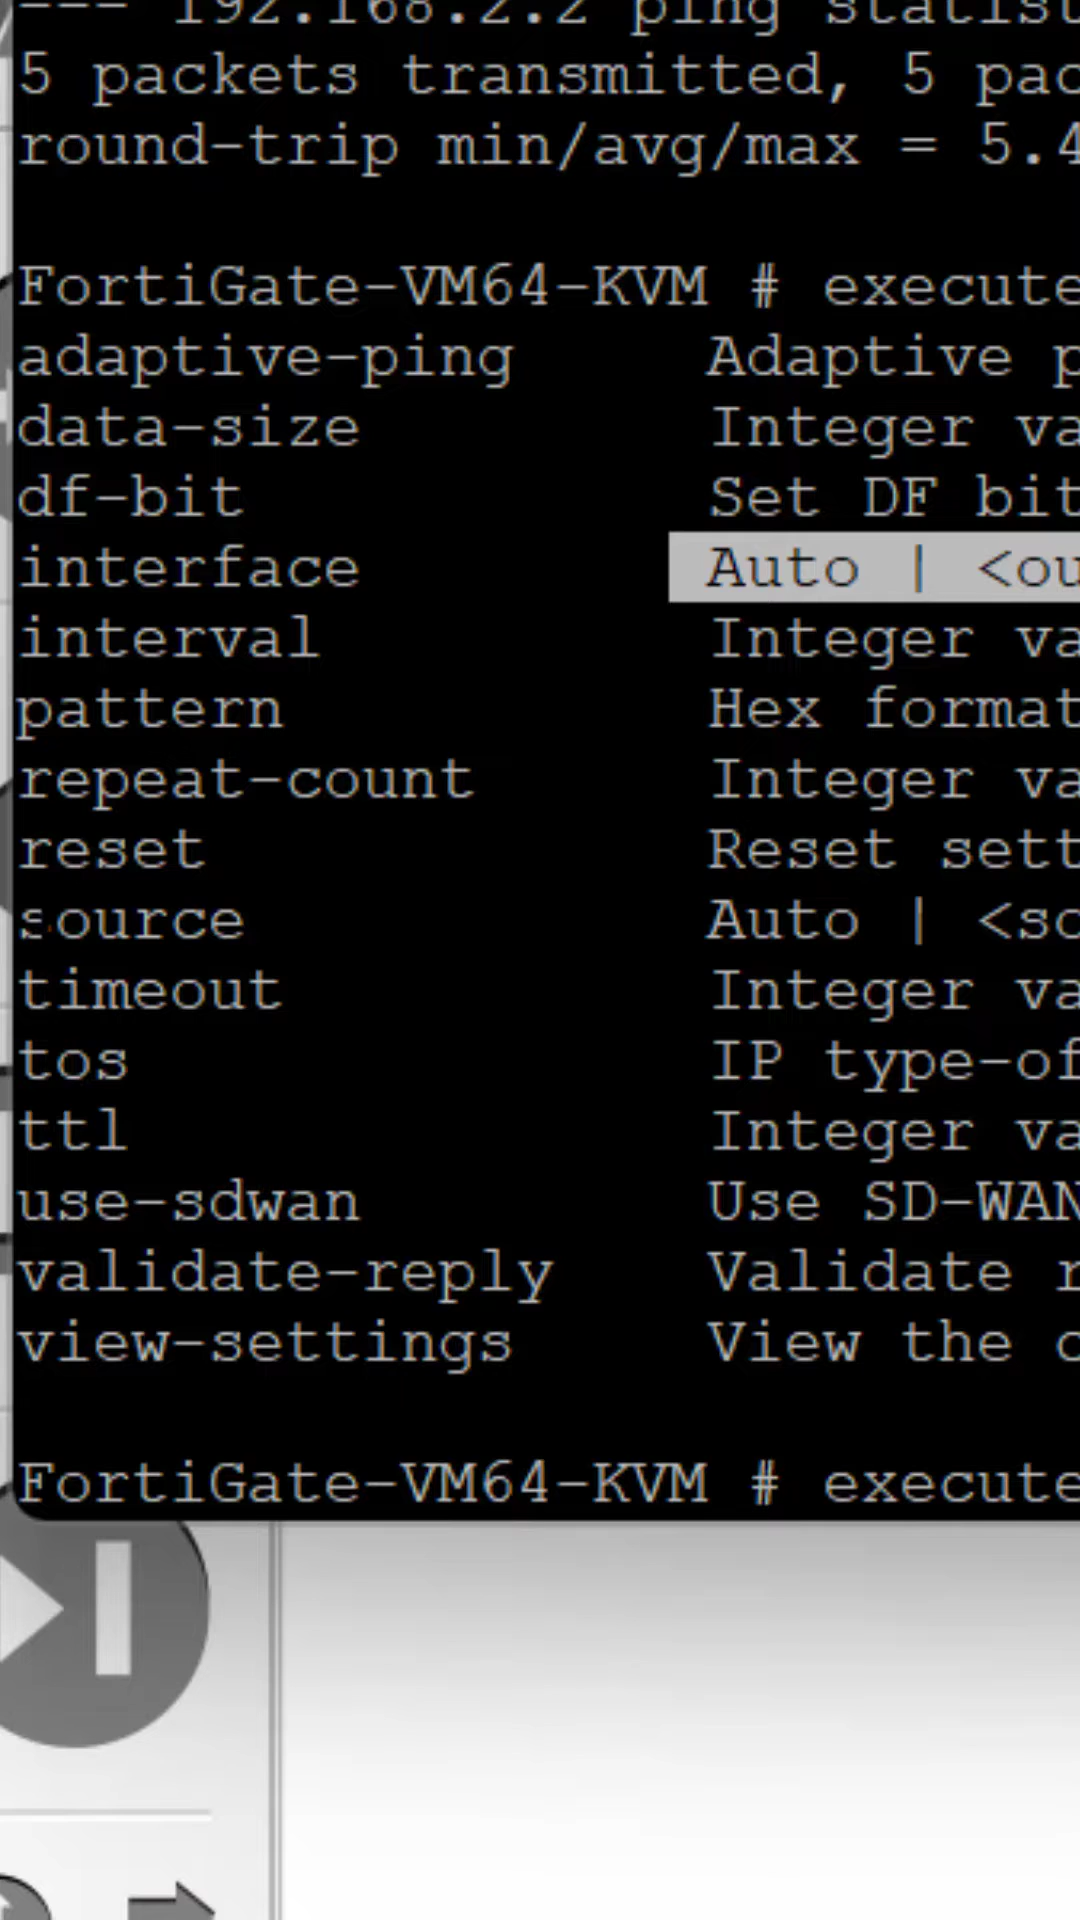 --- 192.168.2.2 ping statist
5 packets transmitted, 5 pac
round-trip min/avg/max = 5.4
FortiGate-VM64-KVM # execute
adaptive-ping Adaptive p
data-size Integer va
df-bit Set DF bit
interface Auto | <ou
interval Integer va
pattern Hex format
repeat-count Integer va
reset Reset sett
source Auto | <so
timeout Integer va
tos IP type-of
ttl Integer va
use-sdwan Use SD-WAN
validate-reply Validate r
view-settings View the c
FortiGate-VM64-KVM # execute